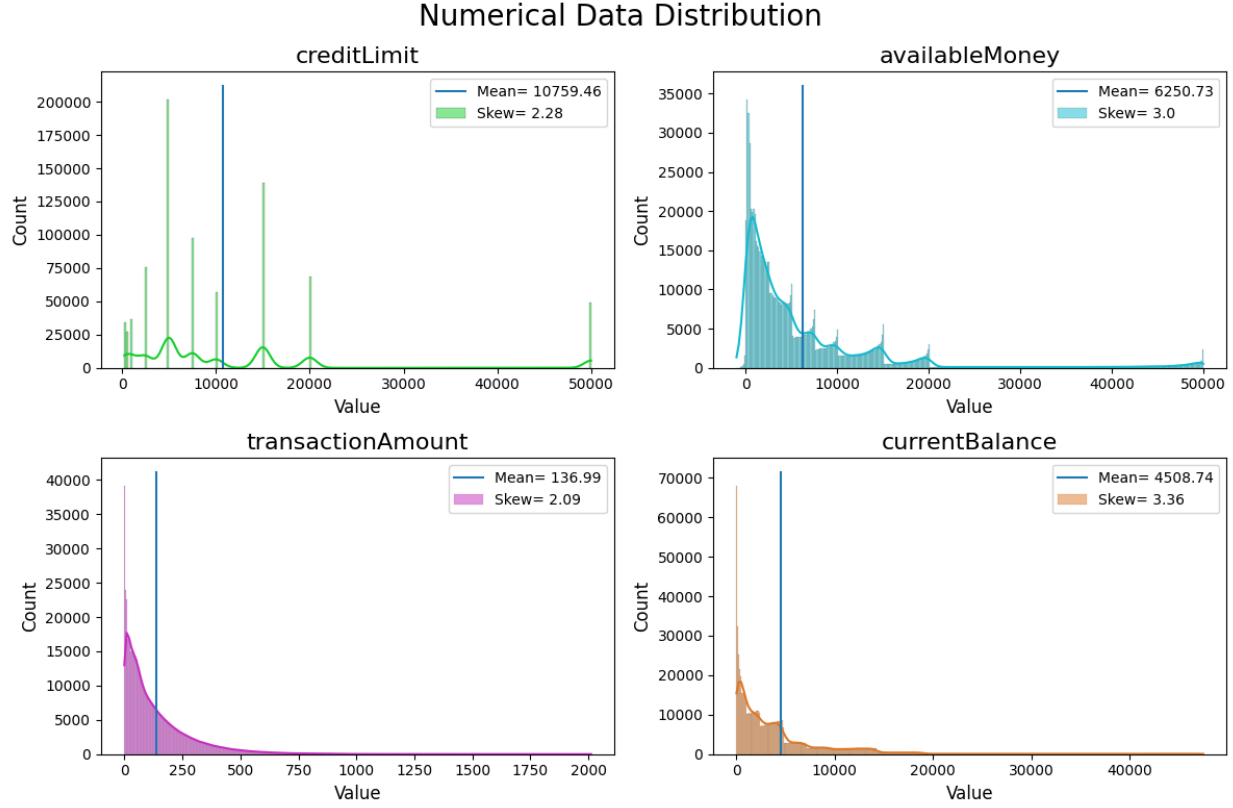 Numerical Data Distribution
creditLimit
Count
200000
175000
150000
125000
100000
75000
50000
25000
0
Mean= 10759.46
Skew= 2.28
0 10000 20000 30000 40000 50000
Value
availableMoney
Count
35000
30000
25000
20000
15000
10000
5000
0
Mean= 6250.73
Skew= 3.0
0 10000 20000 30000 40000 50000
Value
transactionAmount
Count
40000
35000
30000
25000
20000
15000
10000
5000
0
Mean= 136.99
Skew= 2.09
0 250 500 750 1000 1250 1500 1750 2000
Value
currentBalance
Count
70000
60000
50000
40000
30000
20000
10000
0
Mean= 4508.74
Skew= 3.36
0 10000 20000 30000 40000
Value